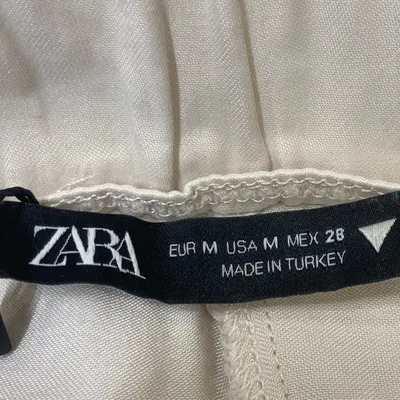 ZARA
EUR M USA M MEX 28
MADE IN TURKEY